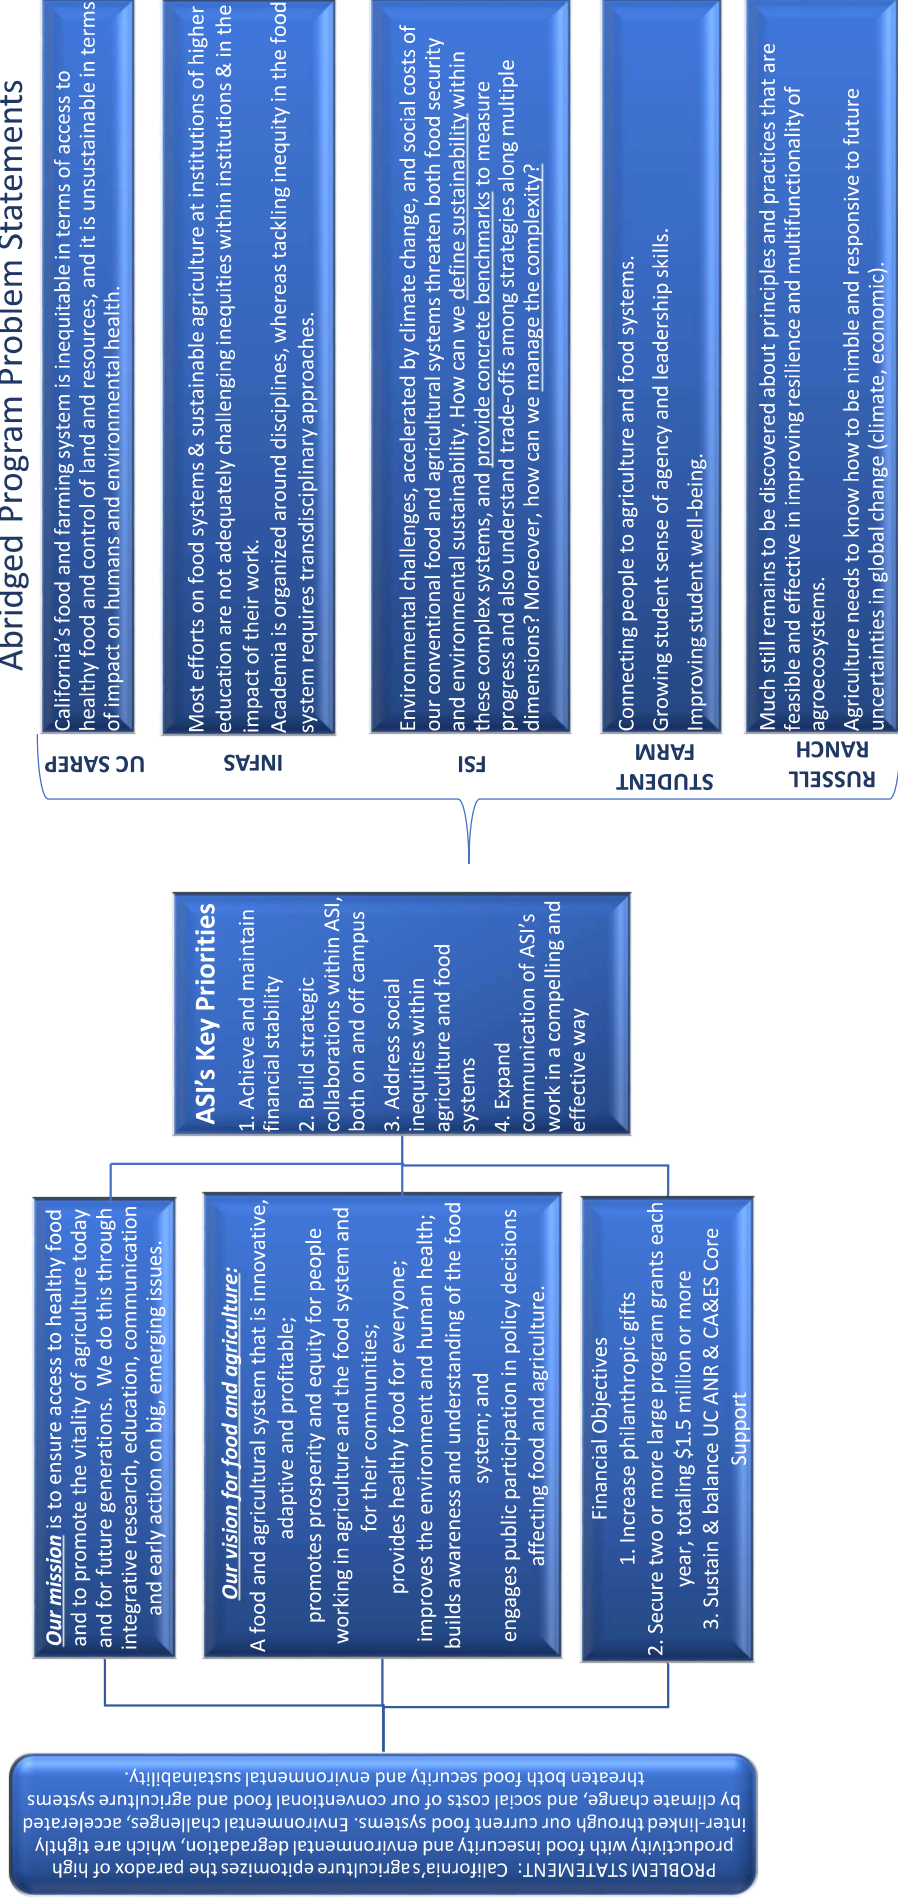 PROBLEM STATEMENT:  California's agriculture epitomizes the paradox of high
productivity with food insecurity and environmental degradation, which are tightly
inter-linked through our current food systems. Environmental challenges, accelerated
by climate change, and social costs of our conventional food and agriculture systems
threaten both food security and environmental sustainability.
Our mission is to ensure access to healthy food
and to promote the vitality of agriculture today
and for future generations.  We do this through
integrative research, education, communication
and early action on big, emerging issues.
Our vision for food and agriculture:
A food and agricultural system that is innovative,
adaptive and profitable;
promotes prosperity and equity for people
working in agriculture and the food system and
for their communities;
provides healthy food for everyone;
improves the environment and human health;
builds awareness and understanding of the food
system; and
engages public participation in policy decisions
affecting food and agriculture.
Financial Objectives
1. Increase philanthropic gifts
2. Secure two or more large program grants each
year, totaling $1.5 million or more
3. Sustain & balance UC ANR & CA&ES Core
Support
ASI's Key Priorities
1. Achieve and maintain
financial stability
2. Build strategic
collaborations within ASI,
both on and off campus
3. Address social
inequities within
agriculture and food
systems
4. Expand
communication of ASI's
work in a compelling and
effective way
Abridged Program Problem Statements
UC SAREP
California's food and farming system is inequitable in terms of access to
healthy food and control of land and resources, and it is unsustainable in terms
of impact on humans and environmental health.
INFAS
Most efforts on food systems & sustainable agriculture at institutions of higher
education are not adequately challenging inequities within institutions & in the
impact of their work.
Academia is organized around disciplines, whereas tackling inequity in the food
system requires transdisciplinary approaches.
FSI
Environmental challenges, accelerated by climate change, and social costs of
our conventional food and agricultural systems threaten both food security
and environmental sustainability. How can we define sustainability within
these complex systems, and provide concrete benchmarks to measure
progress and also understand trade-offs among strategies along multiple
dimensions? Moreover, how can we manage the complexity?
STUDENT
FARM
Connecting people to agriculture and food systems.
Growing student sense of agency and leadership skills.
Improving student well-being.
RUSSELL
RANCH
Much still remains to be discovered about principles and practices that are
feasible and effective in improving resilience and multifunctionality of
agroecosystems.
Agriculture needs to know how to be nimble and responsive to future
uncertainties in global change (climate, economic).